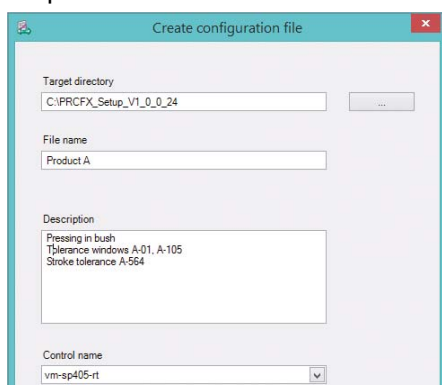 Create configuration file
Target directory
C:\PRCFX_Setup_V1_0_0_24
...
File name
Product A
Description
Pressing in bush
Tolerance windows A-01, A-105
Stroke tolerance A-564
Control name
vm-sp405-rt